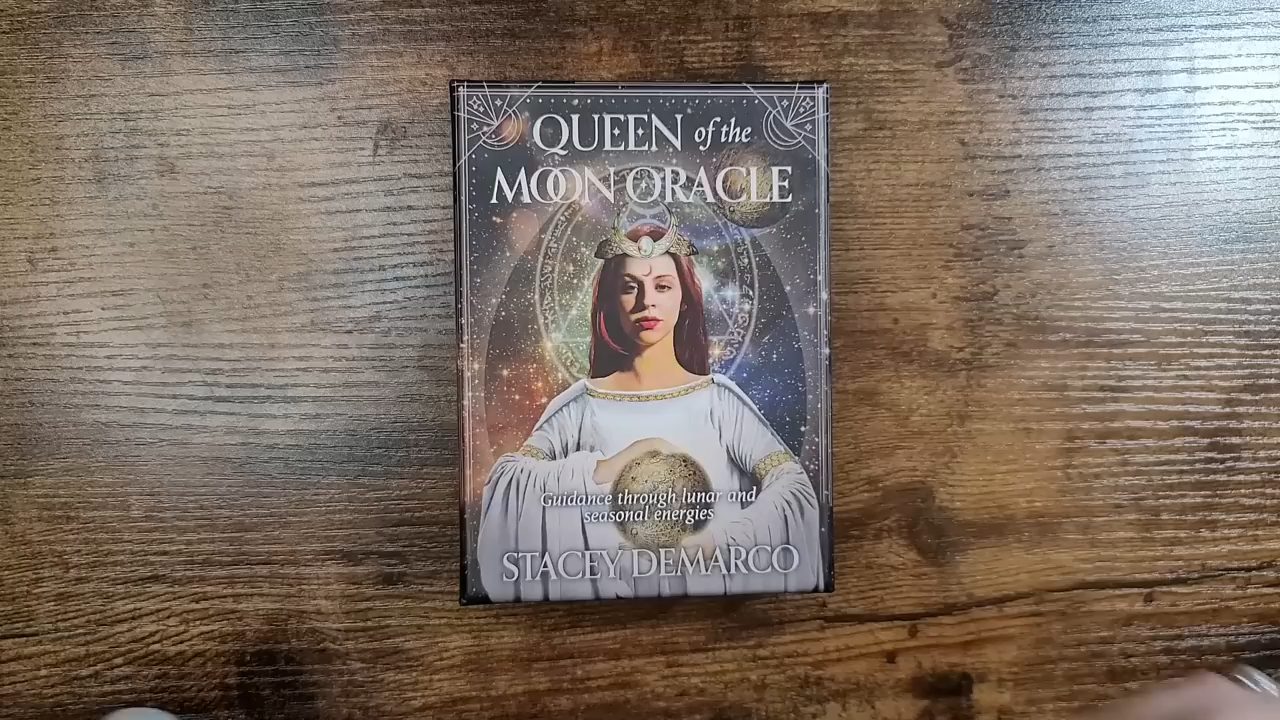 QUEEN of the
MOON ORACLE
Guidance through lunar and
seasonal energies
STACEY DEMARCO